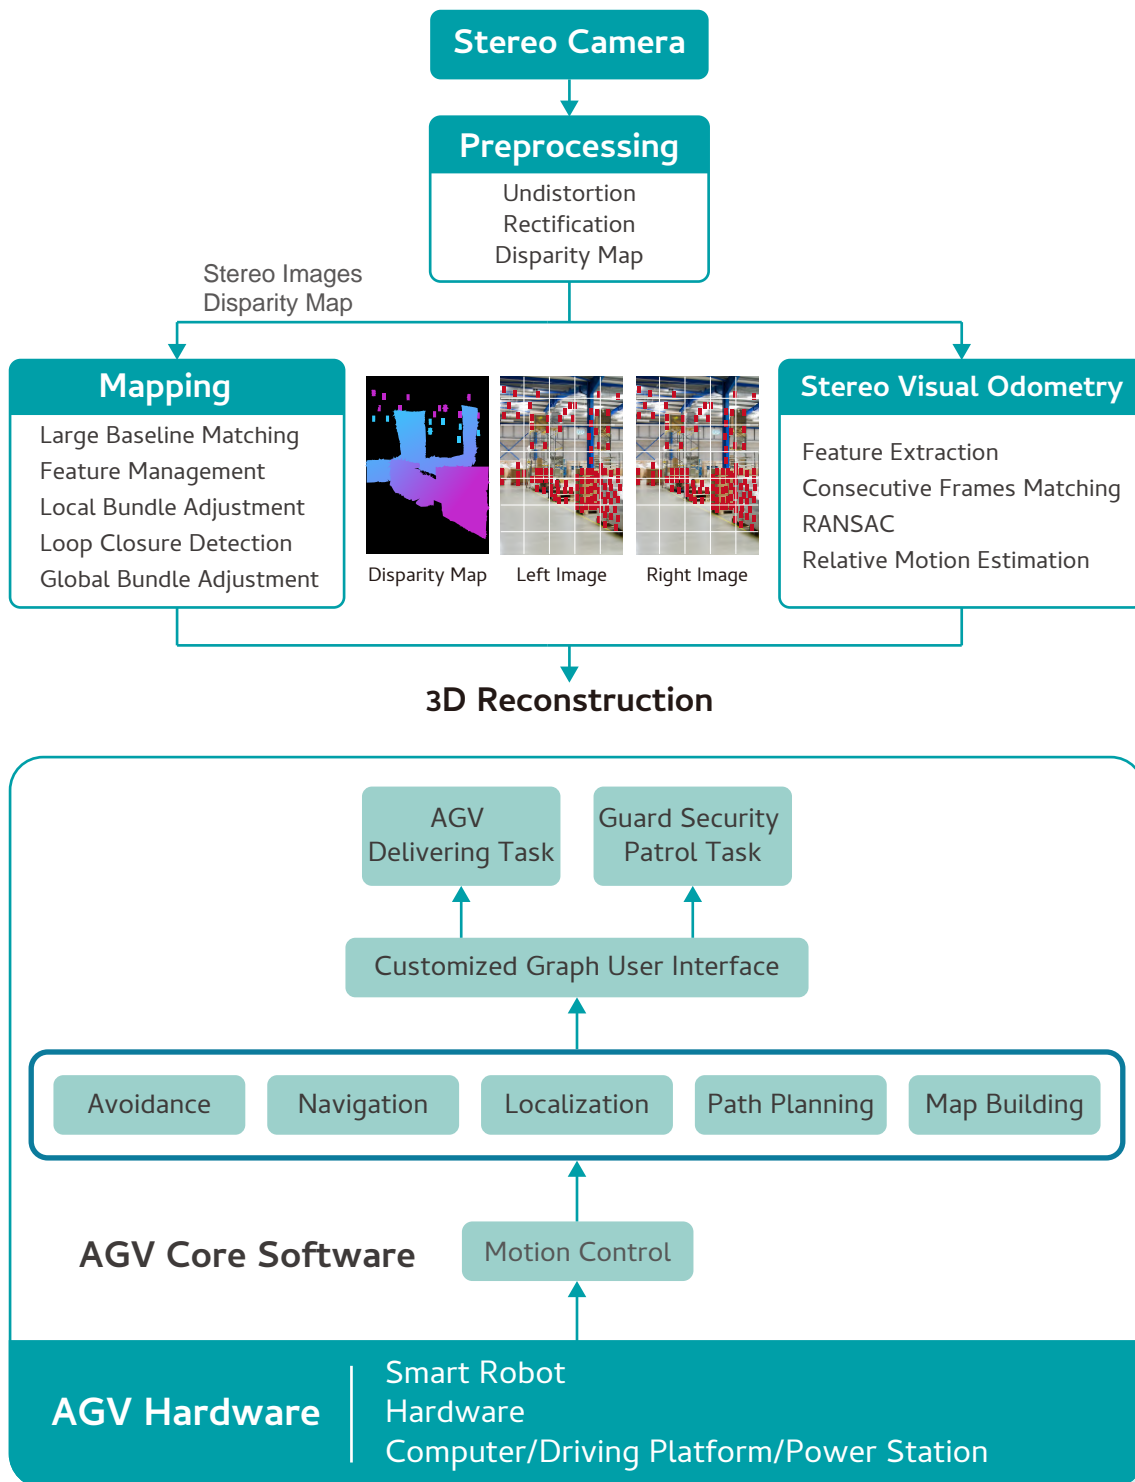 Stereo Camera
Preprocessing
Undistortion
Rectification
Disparity Map
Stereo Images
Disparity Map
Mapping
Large Baseline Matching
Feature Management
Local Bundle Adjustment
Loop Closure Detection
Global Bundle Adjustment
Disparity Map
Left Image
Right Image
Stereo Visual Odometry
Feature Extraction
Consecutive Frames Matching
RANSAC
Relative Motion Estimation
3D Reconstruction
AGV
Delivering Task
Guard Security
Patrol Task
Customized Graph User Interface
Avoidance
Navigation
Localization
Path Planning
Map Building
AGV Core Software
Motion Control
AGV Hardware
Smart Robot
Hardware
Computer/Driving Platform/Power Station